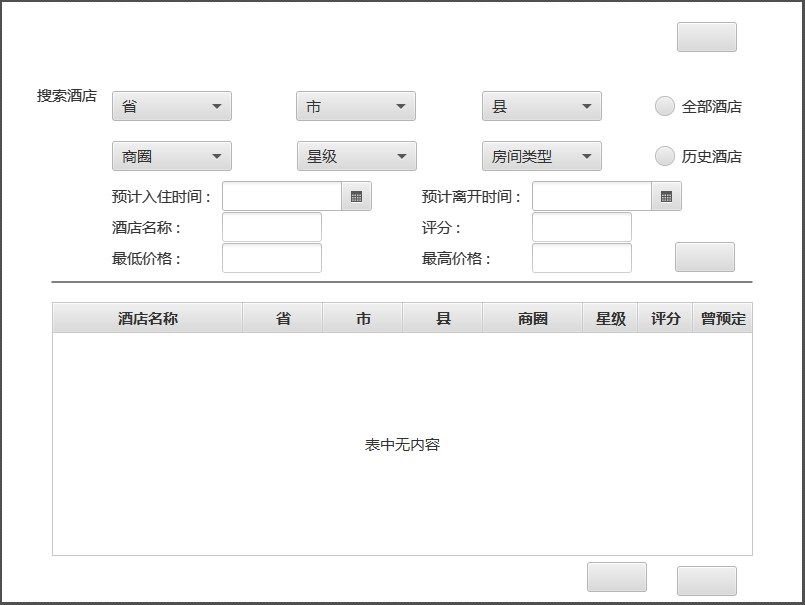 搜索酒店 省 市 县 全部酒店
商圈 星级 房间类型 历史酒店
预计入住时间： 预计离开时间：
酒店名称： 评分：
最低价格： 最高价格：
酒店名称 省 市 县 商圈 星级 评分 曾预定
表中无内容